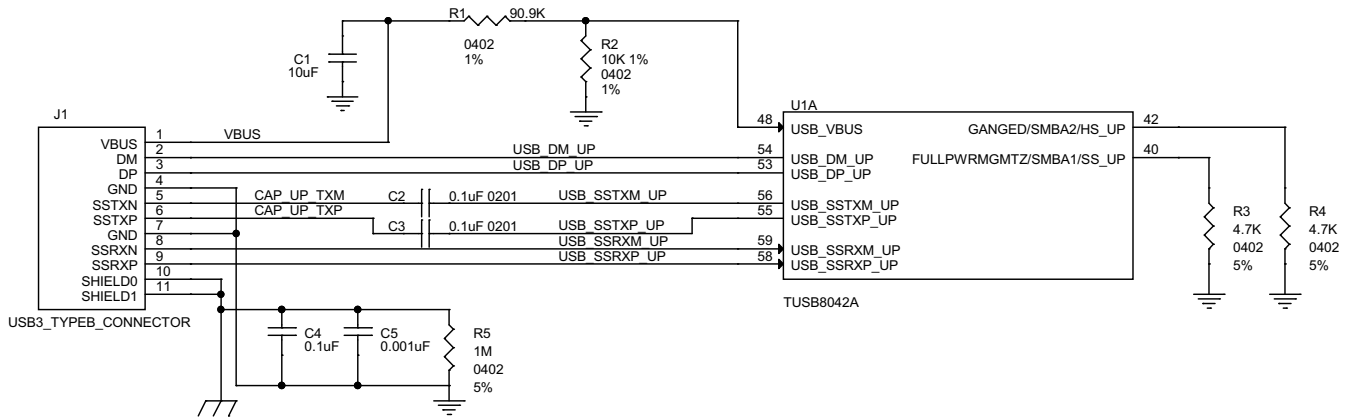 R1
90.9K
0402
1%
C1
10uF
R2
10K 1%
0402
1%
J1
VBUS
DM
DP
GND
SSTXN
SSTXP
GND
SSRXN
SSRXP
SHIELD0
SHIELD1
1
2
3
4
5
6
7
8
9
10
11
USB3_TYPEB_CONNECTOR
VBUS
USB_DM_UP
USB_DP_UP
CAP_UP_TXM
C2
0.1uF 0201
USB_SSTXM_UP
CAP_UP_TXP
C3
0.1uF 0201
USB_SSTXP_UP
USB_SSRXM_UP
USB_SSRXP_UP
U1A
48
54
53
56
55
59
58
USB_VBUS
USB_DM_UP
USB_DP_UP
USB_SSTXM_UP
USB_SSTXP_UP
USB_SSRXM_UP
USB_SSRXP_UP
GANGED/SMBA2/HS_UP
FULLPWRMGMTZ/SMBA1/SS_UP
42
40
TUSB8042A
R3
4.7K
0402
5%
R4
4.7K
0402
5%
C4
0.1uF
C5
0.001uF
R5
1M
0402
5%